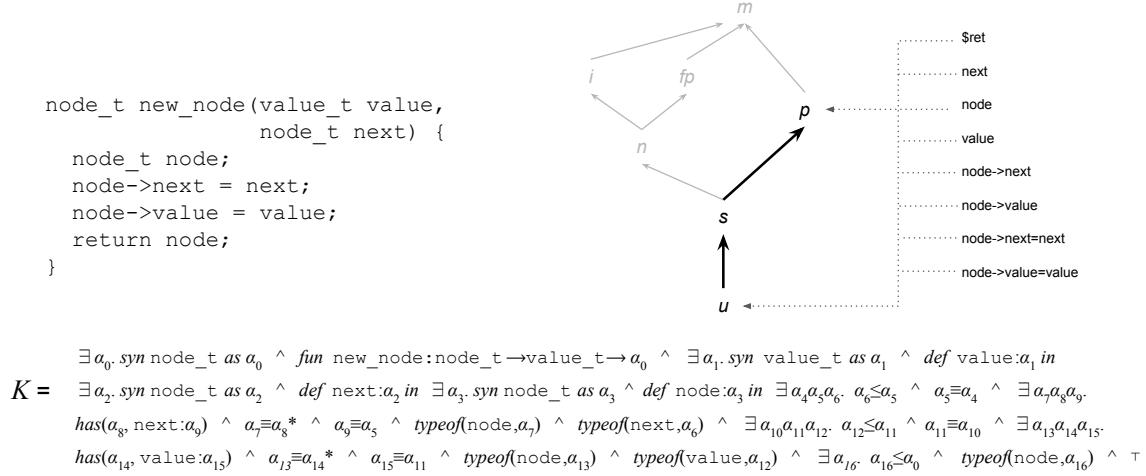 node_t new_node(value_t value,
node_t next) {
node_t node;
node->next = next;
node->value = value;
return node;
}
m
i
fp
p
n
s
u
$ret
next
node
value
node->next
node->value
node->next=next
node->value=value
K = ∃α₀. syn node_t as α₀ ^ fun new_node:node_t→value_t→α₀ ^ ∃α₁. syn value_t as α₁ ^ def value:α₁ in
∃α₂. syn node_t as α₂ ^ def next:α₂ in ∃α₃. syn node_t as α₃ ^ def node:α₃ in ∃α₄α₅α₆. α₆≤α₅ ^ α₅≡α₄ ^ ∃α₇α₈α₉.
has(α₈, next:α₉) ^ α₇≡α₈* ^ α₉≡α₅ ^ typeof(node,α₇) ^ typeof(next,α₆) ^ ∃α₁₀α₁₁α₁₂. α₁₂≤α₁₁ ^ α₁₁≡α₁₀ ^ ∃α₁₃α₁₄α₁₅.
has(α₁₄, value:α₁₅) ^ α₁₃≡α₁₄* ^ α₁₅≡α₁₁ ^ typeof(node,α₁₃) ^ typeof(value,α₁₂) ^ ∃α₁₆. α₁₆≤α₀ ^ typeof(node,α₁₆) ^ ⊤